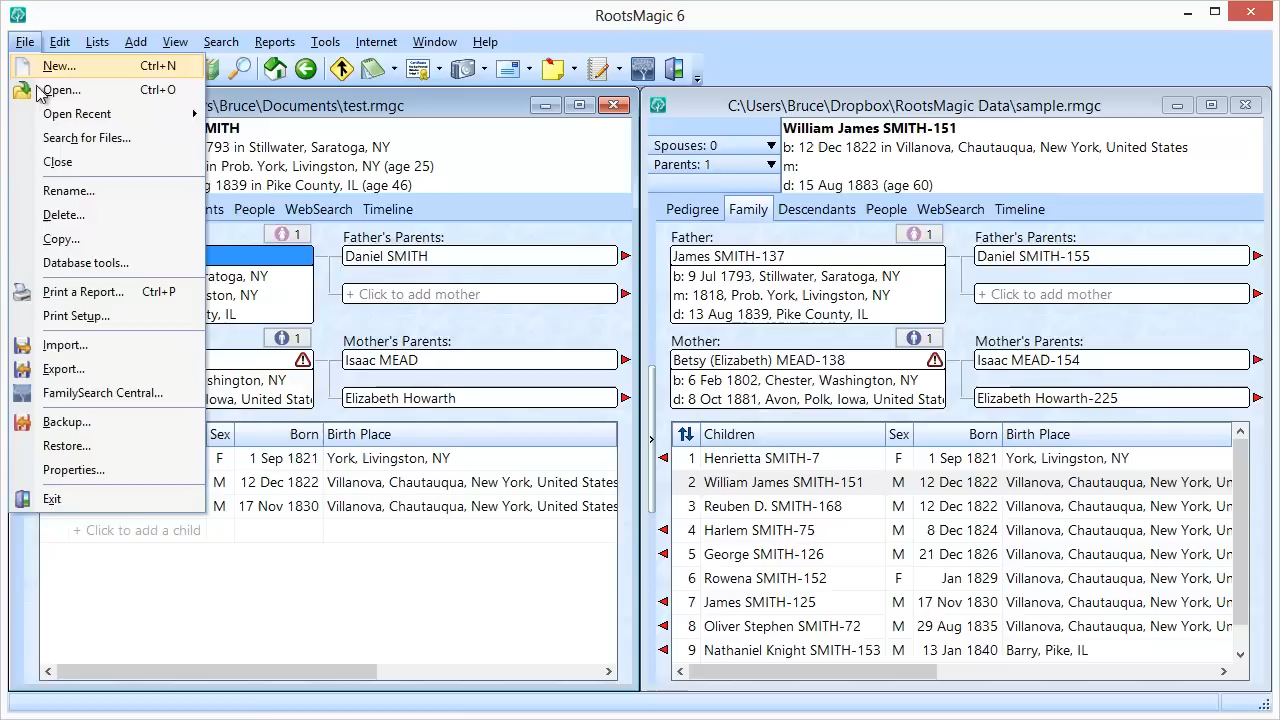 RootsMagic 6
File Edit Lists Add View Search Reports Tools Internet Window Help
New... Ctrl+N
Open... Ctrl+O
Open Recent
Search for Files...
Close
Rename...
Delete...
Copy...
Database tools...
Print a Report... Ctrl+P
Print Setup...
Import...
Export...
FamilySearch Central...
Backup...
Restore...
Properties...
Exit
\Bruce\Documents\test.rmgc
MITH
793 in Stillwater, Saratoga, NY
in Prob. York, Livingston, NY (age 25)
g 1839 in Pike County, IL (age 46)
nts People WebSearch Timeline
1
Father's Parents:
Daniel SMITH
+ Click to add mother
ratoga, NY
gston, NY
y, IL
1
Mother's Parents:
Isaac MEAD
Elizabeth Howarth
shington, NY
Iowa, United State
Sex Born Birth Place
F 1 Sep 1821 York, Livingston, NY
M 12 Dec 1822 Villanova, Chautauqua, New York, United States
M 17 Nov 1830 Villanova, Chautauqua, New York, United States
+ Click to add a child
C:\Users\Bruce\Dropbox\RootsMagic Data\sample.rmgc
Spouses: 0
Parents: 1
William James SMITH-151
b: 12 Dec 1822 in Villanova, Chautauqua, New York, United States
m:
d: 15 Aug 1883 (age 60)
Pedigree Family Descendants People WebSearch Timeline
Father: 1
James SMITH-137
b: 9 Jul 1793, Stillwater, Saratoga, NY
m: 1818, Prob. York, Livingston, NY
d: 13 Aug 1839, Pike County, IL
Father's Parents:
Daniel SMITH-155
+ Click to add mother
Mother: 1
Betsy (Elizabeth) MEAD-138
b: 6 Feb 1802, Chester, Washington, NY
d: 8 Oct 1881, Avon, Polk, Iowa, United State
Mother's Parents:
Isaac MEAD-154
Elizabeth Howarth-225
Children Sex Born Birth Place
1 Henrietta SMITH-7 F 1 Sep 1821 York, Livingston, NY
2 William James SMITH-151 M 12 Dec 1822 Villanova, Chautauqua, New York, Un
3 Reuben D. SMITH-168 M 12 Dec 1822 Villanova, Chautauqua, New York, Un
4 Harlem SMITH-75 M 8 Dec 1824 Villanova, Chautauqua, New York, Un
5 George SMITH-126 M 21 Dec 1826 Villanova, Chautauqua, New York, Un
6 Rowena SMITH-152 F Jan 1829 Villanova, Chautauqua, New York, Un
7 James SMITH-125 M 17 Nov 1830 Villanova, Chautauqua, New York, Un
8 Oliver Stephen SMITH-72 M 29 Aug 1835 Villanova, Chautauqua, New York, Un
9 Nathaniel Knight SMITH-153 M 13 Jan 1840 Barry, Pike, IL